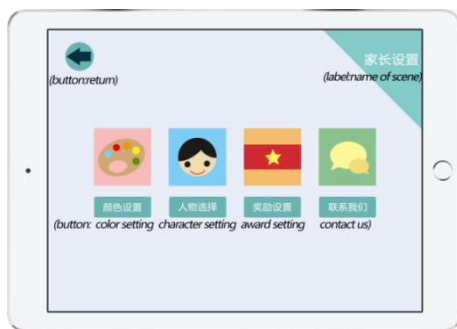 家长设置
(button:return)
(label:name of scene)
颜色设置 人物选择 奖励设置 联系我们
(button: color setting character setting award setting contact us)